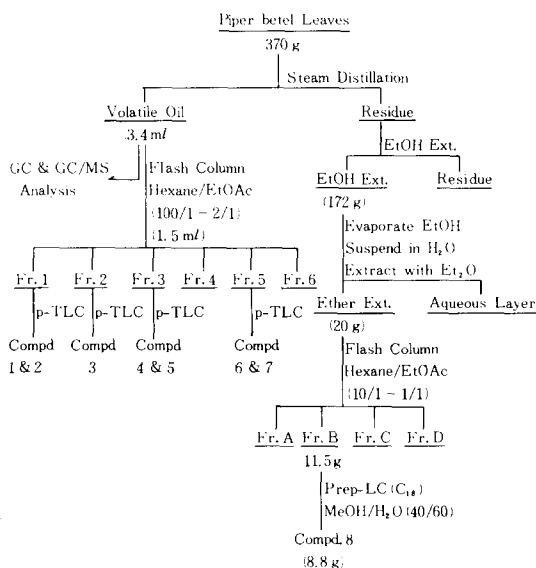 Piper betel Leaves
370 g
Steam Distillation
Volatile Oil
3.4 ml
GC & GC/MS
Analysis
Flash Column
Hexane/EtOAc
(100/1 - 2/1)
(1.5 ml)
Fr.1 Fr.2 Fr.3 Fr.4 Fr.5 Fr.6
p-TLC p-TLC p-TLC p-TLC
Compd Compd Compd Compd
1 & 2 3 4 & 5 6 & 7
Residue
EtOH Ext.
EtOH Ext. Residue
(172 g)
Evaporate EtOH
Suspend in H₂O
Extract with Et₂O
Ether Ext. Aqueous Layer
(20 g)
Flash Column
Hexane/EtOAc
(10/1 - 1/1)
Fr. A Fr. B Fr. C Fr. D
11.5 g
Prep-LC (C₁₈)
MeOH/H₂O (40/60)
Compd. 8
(8.8 g)